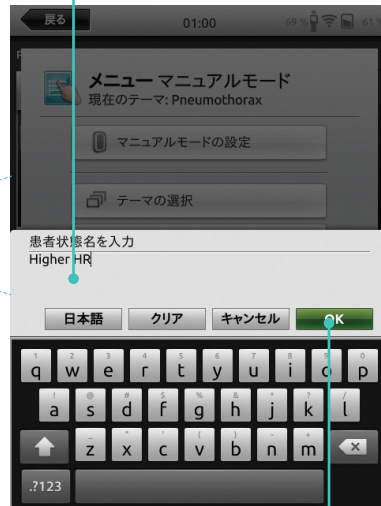 戻る 01:00 69 % 61 %
メニュー マニュアルモード
現在のテーマ: Pneumothorax
マニュアルモードの設定
テーマの選択
患者状態名を入力
Higher HR
日本語 クリア キャンセル OK
1 2 3 4 5 6 7 8 9 0
q w e r t y u i o p
! @ # $ % & * ? /
a s d f g h j k l
_ " ' ( ) - +
z x c v b n m
.?123